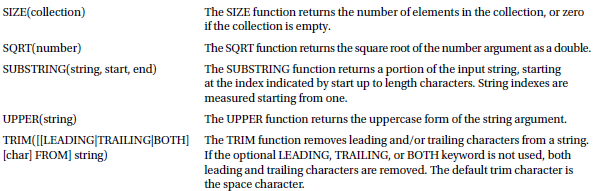 SIZE(collection) The SIZE function returns the number of elements in the collection, or zero
if the collection is empty.
SQRT(number) The SQRT function returns the square root of the number argument as a double.
SUBSTRING(string, start, end) The SUBSTRING function returns a portion of the input string, starting
at the index indicated by start up to length characters. String indexes are
measured starting from one.
UPPER(string) The UPPER function returns the uppercase form of the string argument.
TRIM([[LEADING|TRAILING|BOTH] The TRIM function removes leading and/or trailing characters from a string.
[char] FROM] string) If the optional LEADING, TRAILING, or BOTH keyword is not used, both
leading and trailing characters are removed. The default trim character is
the space character.